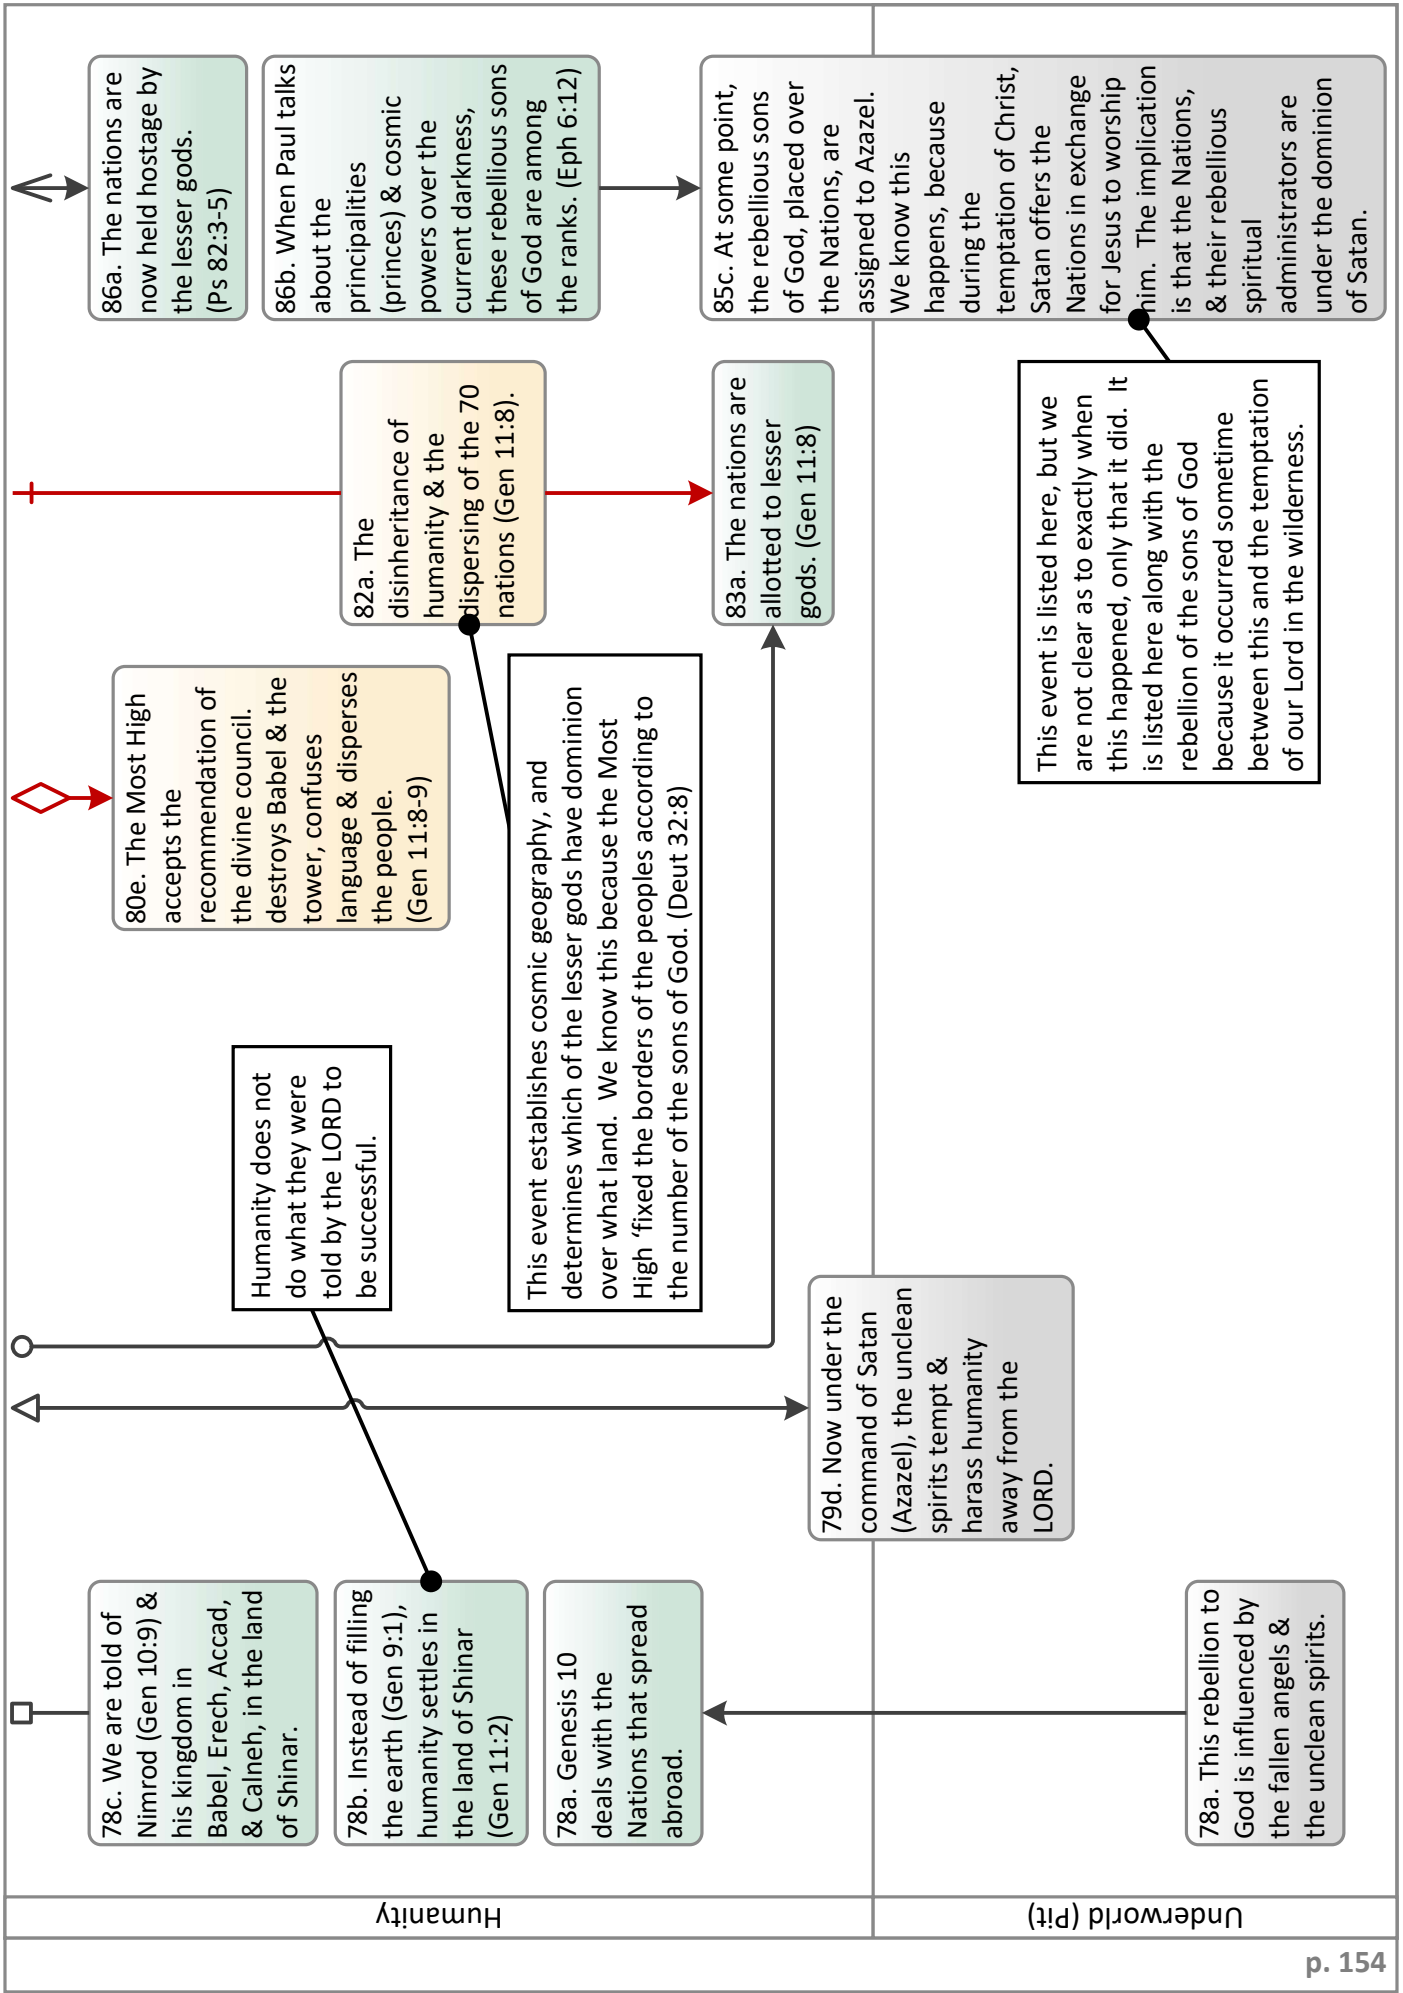 Humanity
Underworld (Pit)
78c. We are told of
Nimrod (Gen 10:9) &
his kingdom in
Babel, Erech, Accad,
& Calneh, in the land
of Shinar.
78b. Instead of filling
the earth (Gen 9:1),
humanity settles in
the land of Shinar
(Gen 11:2)
78a. Genesis 10
deals with the
Nations that spread
abroad.
78a. This rebellion to
God is influenced by
the fallen angels &
the unclean spirits.
79d. Now under the
command of Satan
(Azazel), the unclean
spirits tempt &
harass humanity
away from the
LORD.
Humanity does not
do what they were
told by the LORD to
be successful.
This event establishes cosmic geography, and
determines which of the lesser gods have dominion
over what land.  We know this because the Most
High ‘fixed the borders of the peoples according to
the number of the sons of God. (Deut 32:8)
80e. The Most High
accepts the
recommendation of
the divine council.
destroys Babel & the
tower, confuses
language & disperses
the people.
(Gen 11:8-9)
82a. The
disinheritance of
humanity & the
dispersing of the 70
nations (Gen 11:8).
83a. The nations are
allotted to lesser
gods. (Gen 11:8)
This event is listed here, but we
are not clear as to exactly when
this happened, only that it did.  It
is listed here along with the
rebellion of the sons of God
because it occurred sometime
between this and the temptation
of our Lord in the wilderness.
86a. The nations are
now held hostage by
the lesser gods.
(Ps 82:3-5)
86b. When Paul talks
about the
principalities
(princes) & cosmic
powers over the
current darkness,
these rebellious sons
of God are among
the ranks. (Eph 6:12)
85c. At some point,
the rebellious sons
of God, placed over
the Nations, are
assigned to Azazel.
We know this
happens, because
during the
temptation of Christ,
Satan offers the
Nations in exchange
for Jesus to worship
him.  The implication
is that the Nations,
& their rebellious
spiritual
administrators are
under the dominion
of Satan.
p. 154